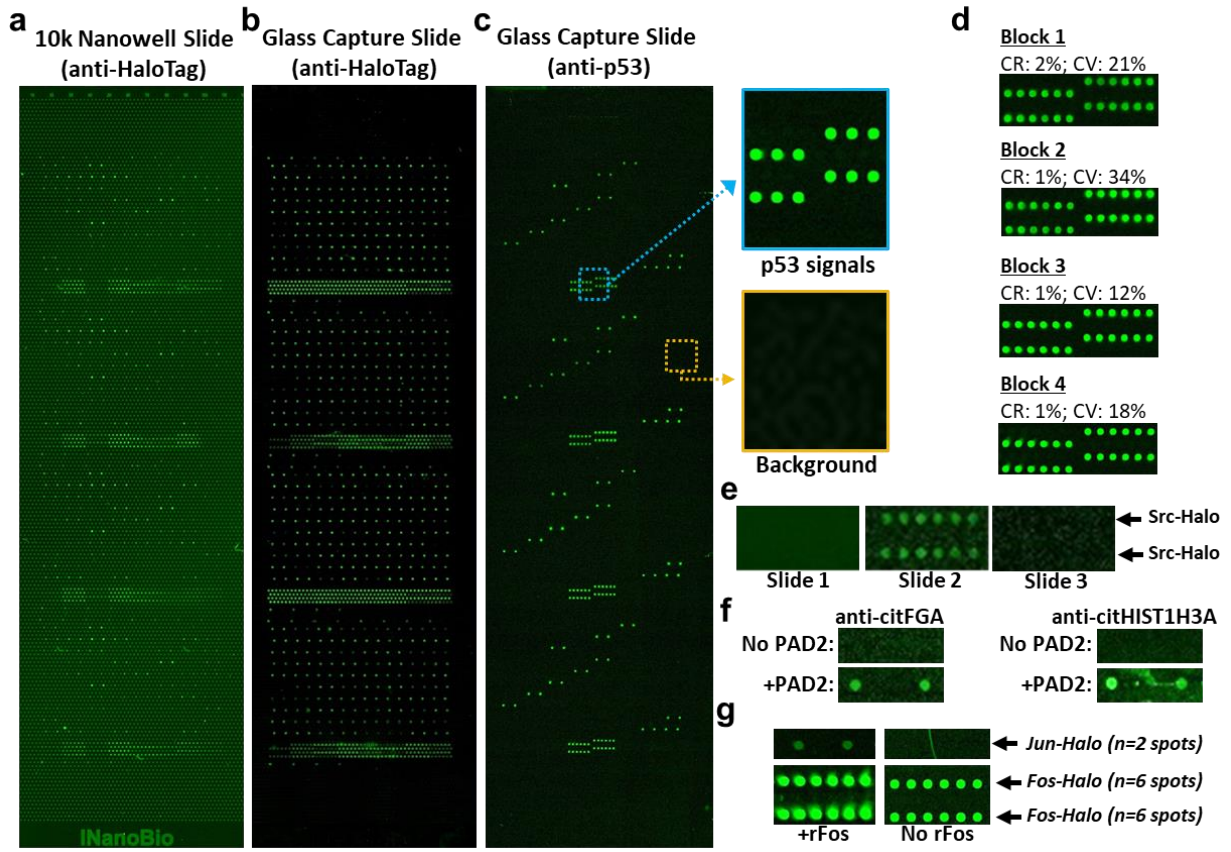 a
10k Nanowell Slide
(anti-HaloTag)
b
Glass Capture Slide
(anti-HaloTag)
c
Glass Capture Slide
(anti-p53)
p53 signals
Background
INanoBio
d
Block 1
CR: 2%; CV: 21%
Block 2
CR: 1%; CV: 34%
Block 3
CR: 1%; CV: 12%
Block 4
CR: 1%; CV: 18%
e
Src-Halo
Src-Halo
Slide 1
Slide 2
Slide 3
f
anti-citFGA
No PAD2:
+PAD2:
anti-citHIST1H3A
No PAD2:
+PAD2:
g
Jun-Halo (n=2 spots)
Fos-Halo (n=6 spots)
Fos-Halo (n=6 spots)
+rFos
No rFos